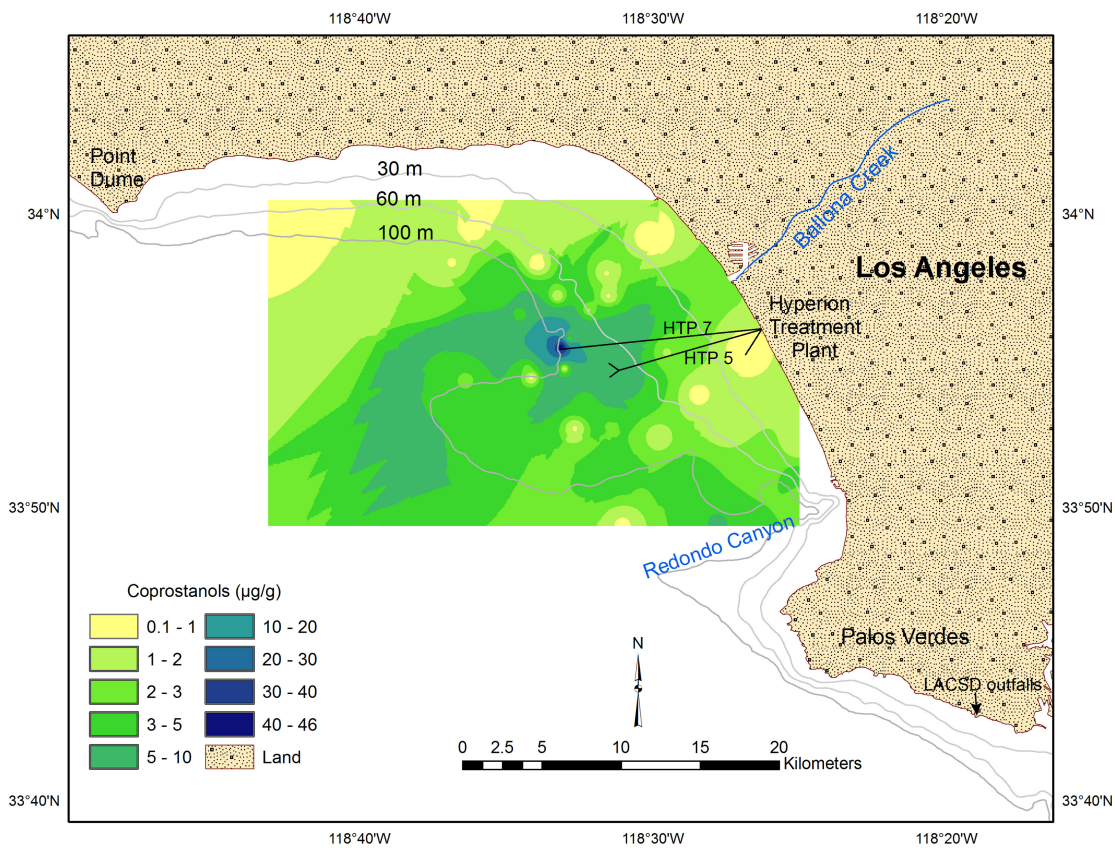 118°40'W
118°30'W
118°20'W
Point
Dume
30 m
60 m
100 m
34°N
34°N
Ballona Creek
Los Angeles
Hyperion
Treatment
Plant
HTP 7
HTP 5
33°50'N
33°50'N
Redondo Canyon
Coprostanols (µg/g)
0.1 - 1
10 - 20
1 - 2
20 - 30
2 - 3
30 - 40
3 - 5
40 - 46
5 - 10
Land
N
Palos Verdes
LACSD outfalls
0 2.5 5 10 15 20
Kilometers
33°40'N
33°40'N
118°40'W
118°30'W
118°20'W